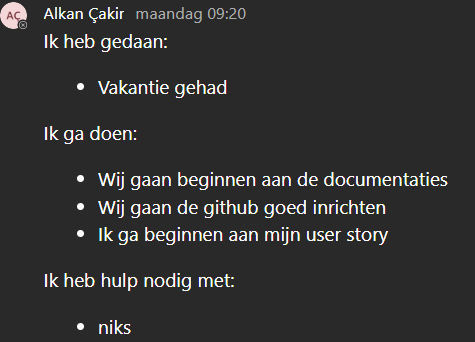 AC
Alkan Çakir maandag 09:20
Ik heb gedaan:
• Vakantie gehad
Ik ga doen:
• Wij gaan beginnen aan de documentaties
• Wij gaan de github goed inrichten
• Ik ga beginnen aan mijn user story
Ik heb hulp nodig met:
• niks